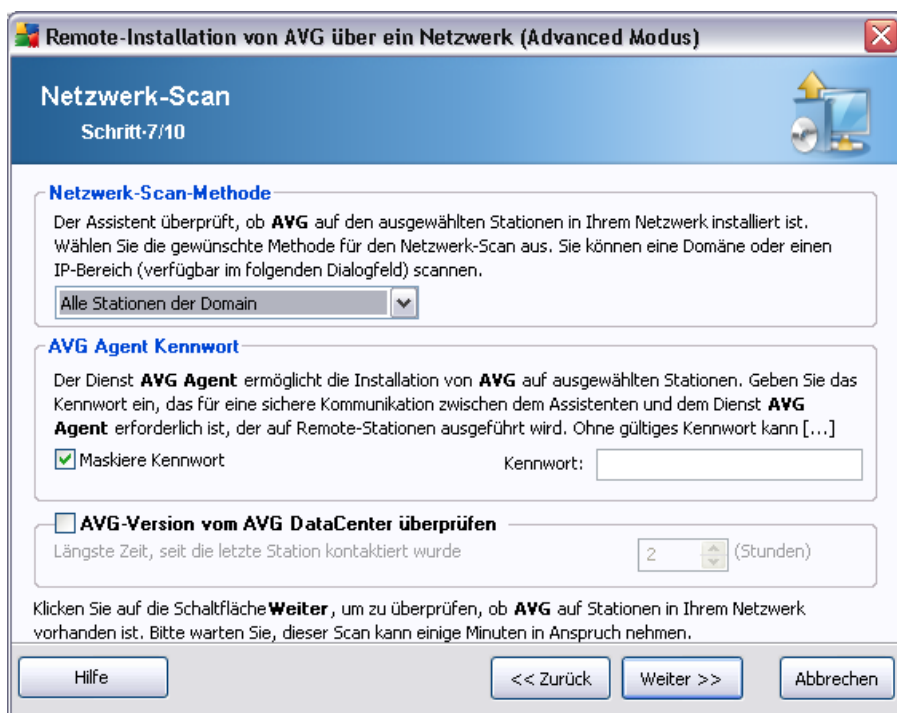 Remote-Installation von AVG über ein Netzwerk (Advanced Modus)
Netzwerk-Scan
Schritt-7/10
Netzwerk-Scan-Methode
Der Assistent überprüft, ob AVG auf den ausgewählten Stationen in Ihrem Netzwerk installiert ist.
Wählen Sie die gewünschte Methode für den Netzwerk-Scan aus. Sie können eine Domäne oder einen
IP-Bereich (verfügbar im folgenden Dialogfeld) scannen.
Alle Stationen der Domain
AVG Agent Kennwort
Der Dienst AVG Agent ermöglicht die Installation von AVG auf ausgewählten Stationen. Geben Sie das
Kennwort ein, das für eine sichere Kommunikation zwischen dem Assistenten und dem Dienst AVG
Agent erforderlich ist, der auf Remote-Stationen ausgeführt wird. Ohne gültiges Kennwort kann [...]
Maskiere Kennwort Kennwort:
AVG-Version vom AVG DataCenter überprüfen
Längste Zeit, seit die letzte Station kontaktiert wurde 2 (Stunden)
Klicken Sie auf die Schaltfläche Weiter, um zu überprüfen, ob AVG auf Stationen in Ihrem Netzwerk
vorhanden ist. Bitte warten Sie, dieser Scan kann einige Minuten in Anspruch nehmen.
Hilfe << Zurück Weiter >> Abbrechen